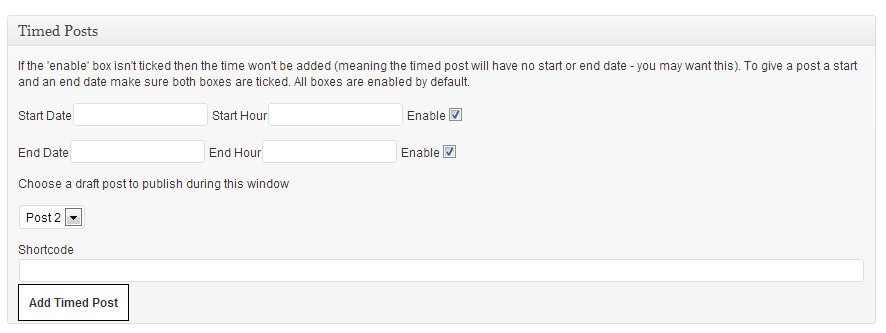 Timed Posts
If the 'enable' box isn't ticked then the time won't be added (meaning the timed post will have no start or end date - you may want this). To give a post a start
and an end date make sure both boxes are ticked. All boxes are enabled by default.
Start Date Start Hour Enable
End Date End Hour Enable
Choose a draft post to publish during this window
Post 2
Shortcode
Add Timed Post